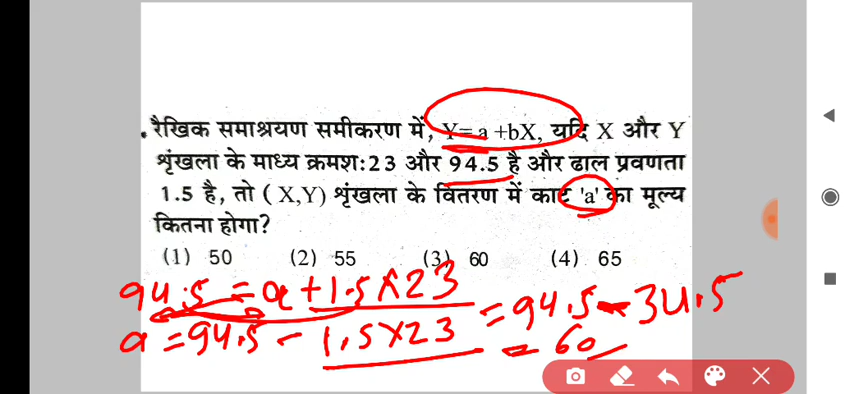 . रैखिक समाश्रयण समीकरण में, Y= a +bX, यदि X और Y
श्रृंखला के माध्य क्रमश: 23 और 94.5 है और ढाल प्रवणता
1.5 है, तो ( X,Y) श्रृंखला के वितरण में काट 'a' का मूल्य
कितना होगा?
(1) 50 (2) 55 (3) 60 (4) 65
94.5 = a + 1.5 × 23
a = 94.5 - 1.5 × 23 = 94.5 - 34.5
= 60